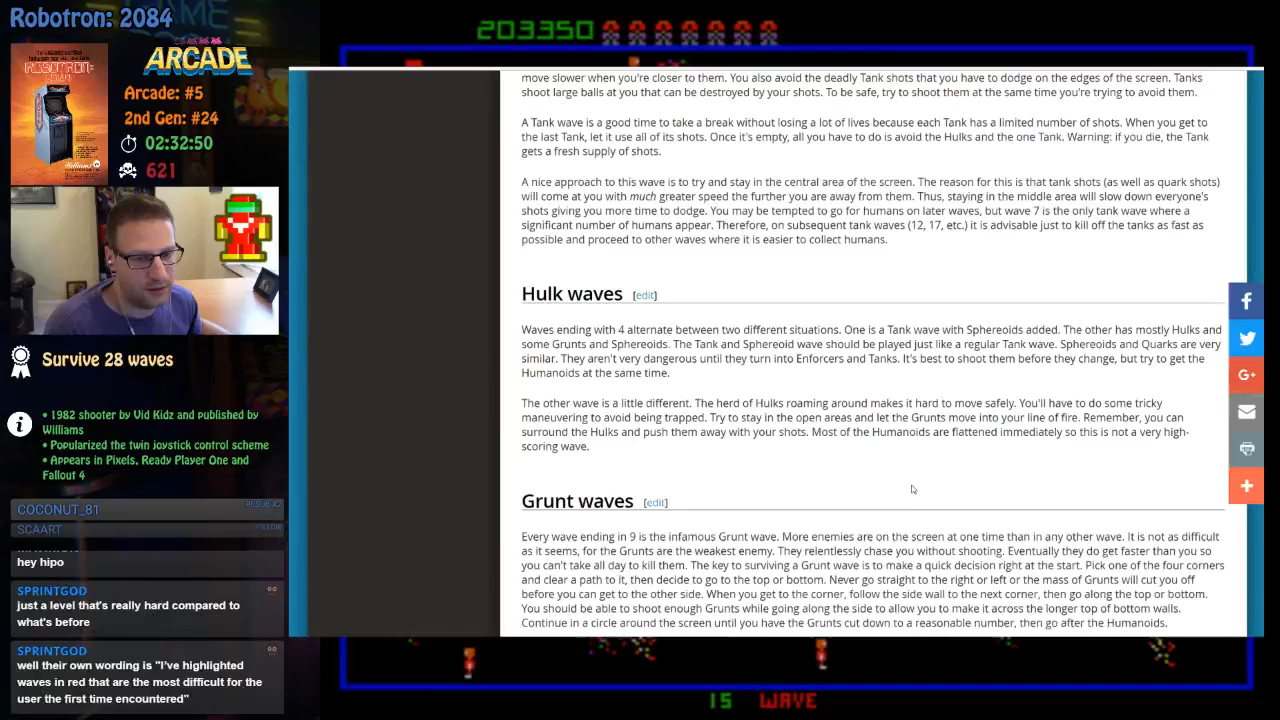 Robotron: 2084
ARCADE
Arcade: #5
2nd Gen: #24
02:32:50
621
Survive 28 waves
• 1982 shooter by Vid Kidz and published by
Williams
• Popularized the twin joystick control scheme
• Appears in Pixels, Ready Player One and
Fallout 4
COCONUT_81 RESUB X2
SCAART FOLLOW
hey hipo
SPRINTGOD
just a level that's really hard compared to
what's before
SPRINTGOD
well their own wording is "I've highlighted
waves in red that are the most difficult for the
user the first time encountered"
203350
move slower when you're closer to them. You also avoid the deadly Tank shots that you have to dodge on the edges of the screen. Tanks
shoot large balls at you that can be destroyed by your shots. To be safe, try to shoot them at the same time you're trying to avoid them.
A Tank wave is a good time to take a break without losing a lot of lives because each Tank has a limited number of shots. When you get to
the last Tank, let it use all of its shots. Once it's empty, all you have to do is avoid the Hulks and the one Tank. Warning: if you die, the Tank
gets a fresh supply of shots.
A nice approach to this wave is to try and stay in the central area of the screen. The reason for this is that tank shots (as well as quark shots)
will come at you with much greater speed the further you are away from them. Thus, staying in the middle area will slow down everyone's
shots giving you more time to dodge. You may be tempted to go for humans on later waves, but wave 7 is the only tank wave where a
significant number of humans appear. Therefore, on subsequent tank waves (12, 17, etc.) it is advisable just to kill off the tanks as fast as
possible and proceed to other waves where it is easier to collect humans.
Hulk waves [edit]
Waves ending with 4 alternate between two different situations. One is a Tank wave with Sphereoids added. The other has mostly Hulks and
some Grunts and Sphereoids. The Tank and Sphereoid wave should be played just like a regular Tank wave. Sphereoids and Quarks are very
similar. They aren't very dangerous until they turn into Enforcers and Tanks. It's best to shoot them before they change, but try to get the
Humanoids at the same time.
The other wave is a little different. The herd of Hulks roaming around makes it hard to move safely. You'll have to do some tricky
maneuvering to avoid being trapped. Try to stay in the open areas and let the Grunts move into your line of fire. Remember, you can
surround the Hulks and push them away with your shots. Most of the Humanoids are flattened immediately so this is not a very high-
scoring wave.
Grunt waves [edit]
Every wave ending in 9 is the infamous Grunt wave. More enemies are on the screen at one time than in any other wave. It is not as difficult
as it seems, for the Grunts are the weakest enemy. They relentlessly chase you without shooting. Eventually they do get faster than you so
you can't take all day to kill them. The key to surviving a Grunt wave is to make a quick decision right at the start. Pick one of the four corners
and clear a path to it, then decide to go to the top or bottom. Never go straight to the right or left or the mass of Grunts will cut you off
before you can get to the other side. When you get to the corner, follow the side wall to the next corner, then go along the top or bottom.
You should be able to shoot enough Grunts while going along the side to allow you to make it across the longer top of bottom walls.
Continue in a circle around the screen until you have the Grunts cut down to a reasonable number, then go after the Humanoids.
15 WAVE